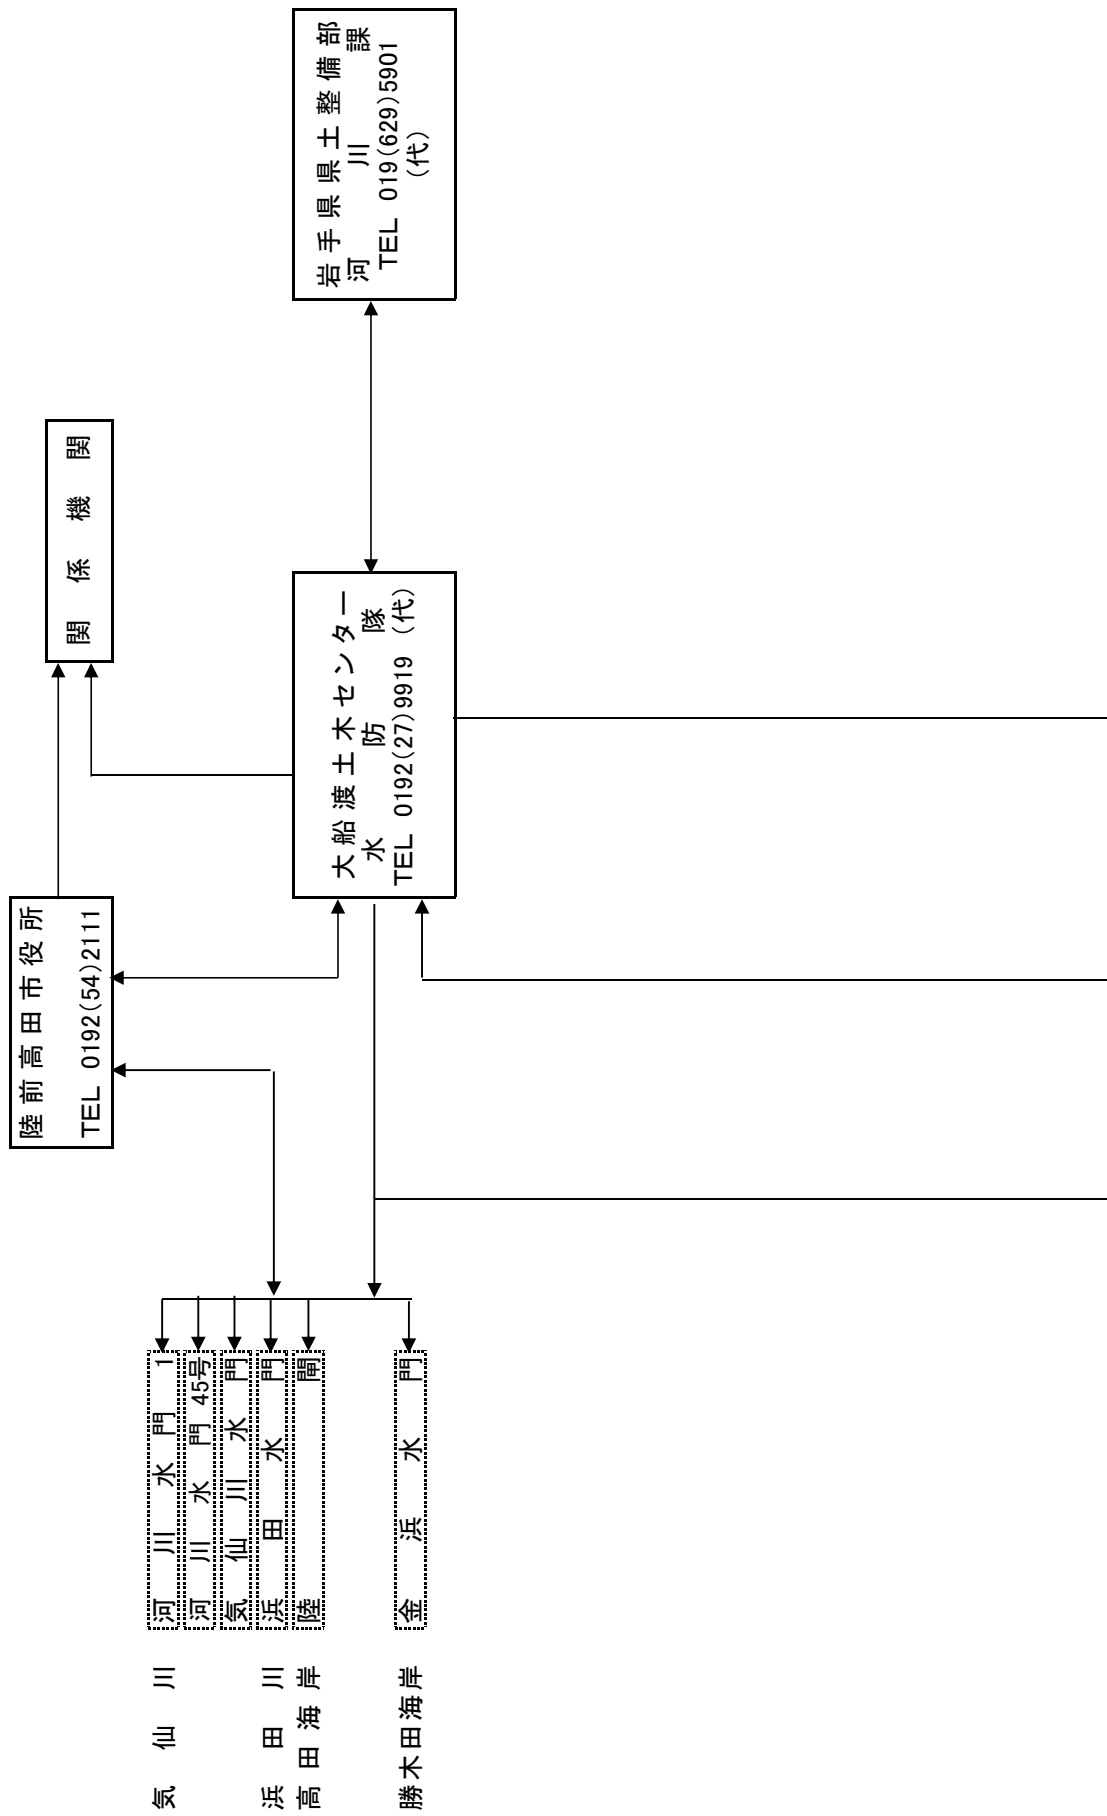 岩手県県土整備部
河川課
TEL 019(629)5901
(代)
関係機関
大船渡土木センター
水防隊
TEL 0192(27)9919 (代)
陸前高田市役所
TEL 0192(54)2111
気仙川 河川水門 1
河川水門 45号
気仙川水門
浜田川 浜田水門
高田海岸 陸閘
勝木田海岸 金浜水門